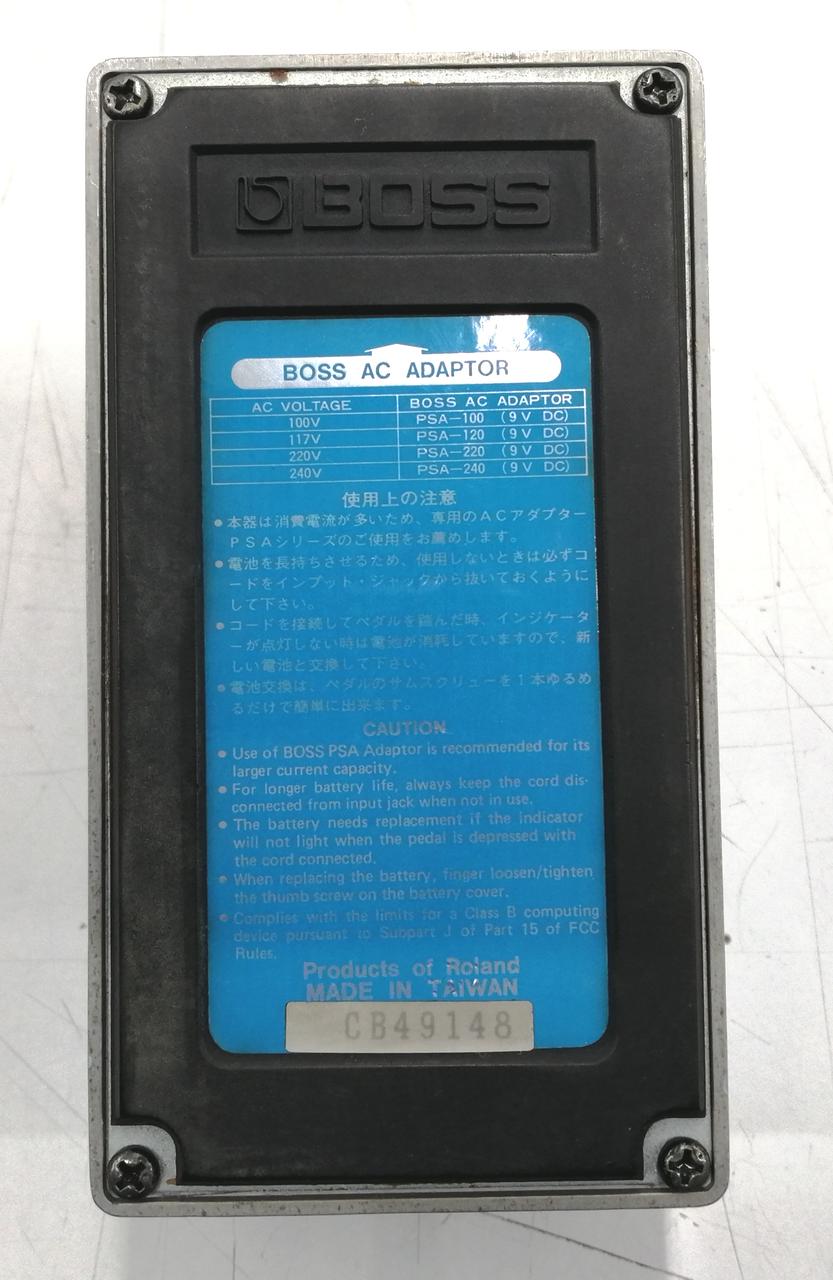 BOSS
BOSS AC ADAPTOR
AC VOLTAGE BOSS AC ADAPTOR
100V PSA-100 (9V DC)
117V PSA-120 (9V DC)
220V PSA-220 (9V DC)
240V PSA-240 (9V DC)
使用上の注意
●本器は消費電流が多いため、専用のACアダプター
PSAシリーズのご使用をお薦めします。
●電池を長持ちさせるため、使用しないときは必ずコ
ードをインプット・ジャックから抜いておくように
して下さい。
●コードを接続してペダルを踏んだ時、インジケータ
ーが点灯しない時は電池が消耗していますので、新
しい電池と交換して下さい。
●電池交換は、ペダルのサムスクリューを1本ゆるめ
るだけで簡単に出来ます。
CAUTION
● Use of BOSS PSA Adaptor is recommended for its
larger current capacity.
● For longer battery life, always keep the cord dis-
connected from input jack when not in use.
● The battery needs replacement if the indicator
will not light when the pedal is depressed with
the cord connected.
● When replacing the battery, finger loosen/tighten
the thumb screw on the battery cover.
● Complies with the limits for a Class B computing
device pursuant to Subpart J of Part 15 of FCC
Rules.
Products of Roland
MADE IN TAIWAN
CB49148